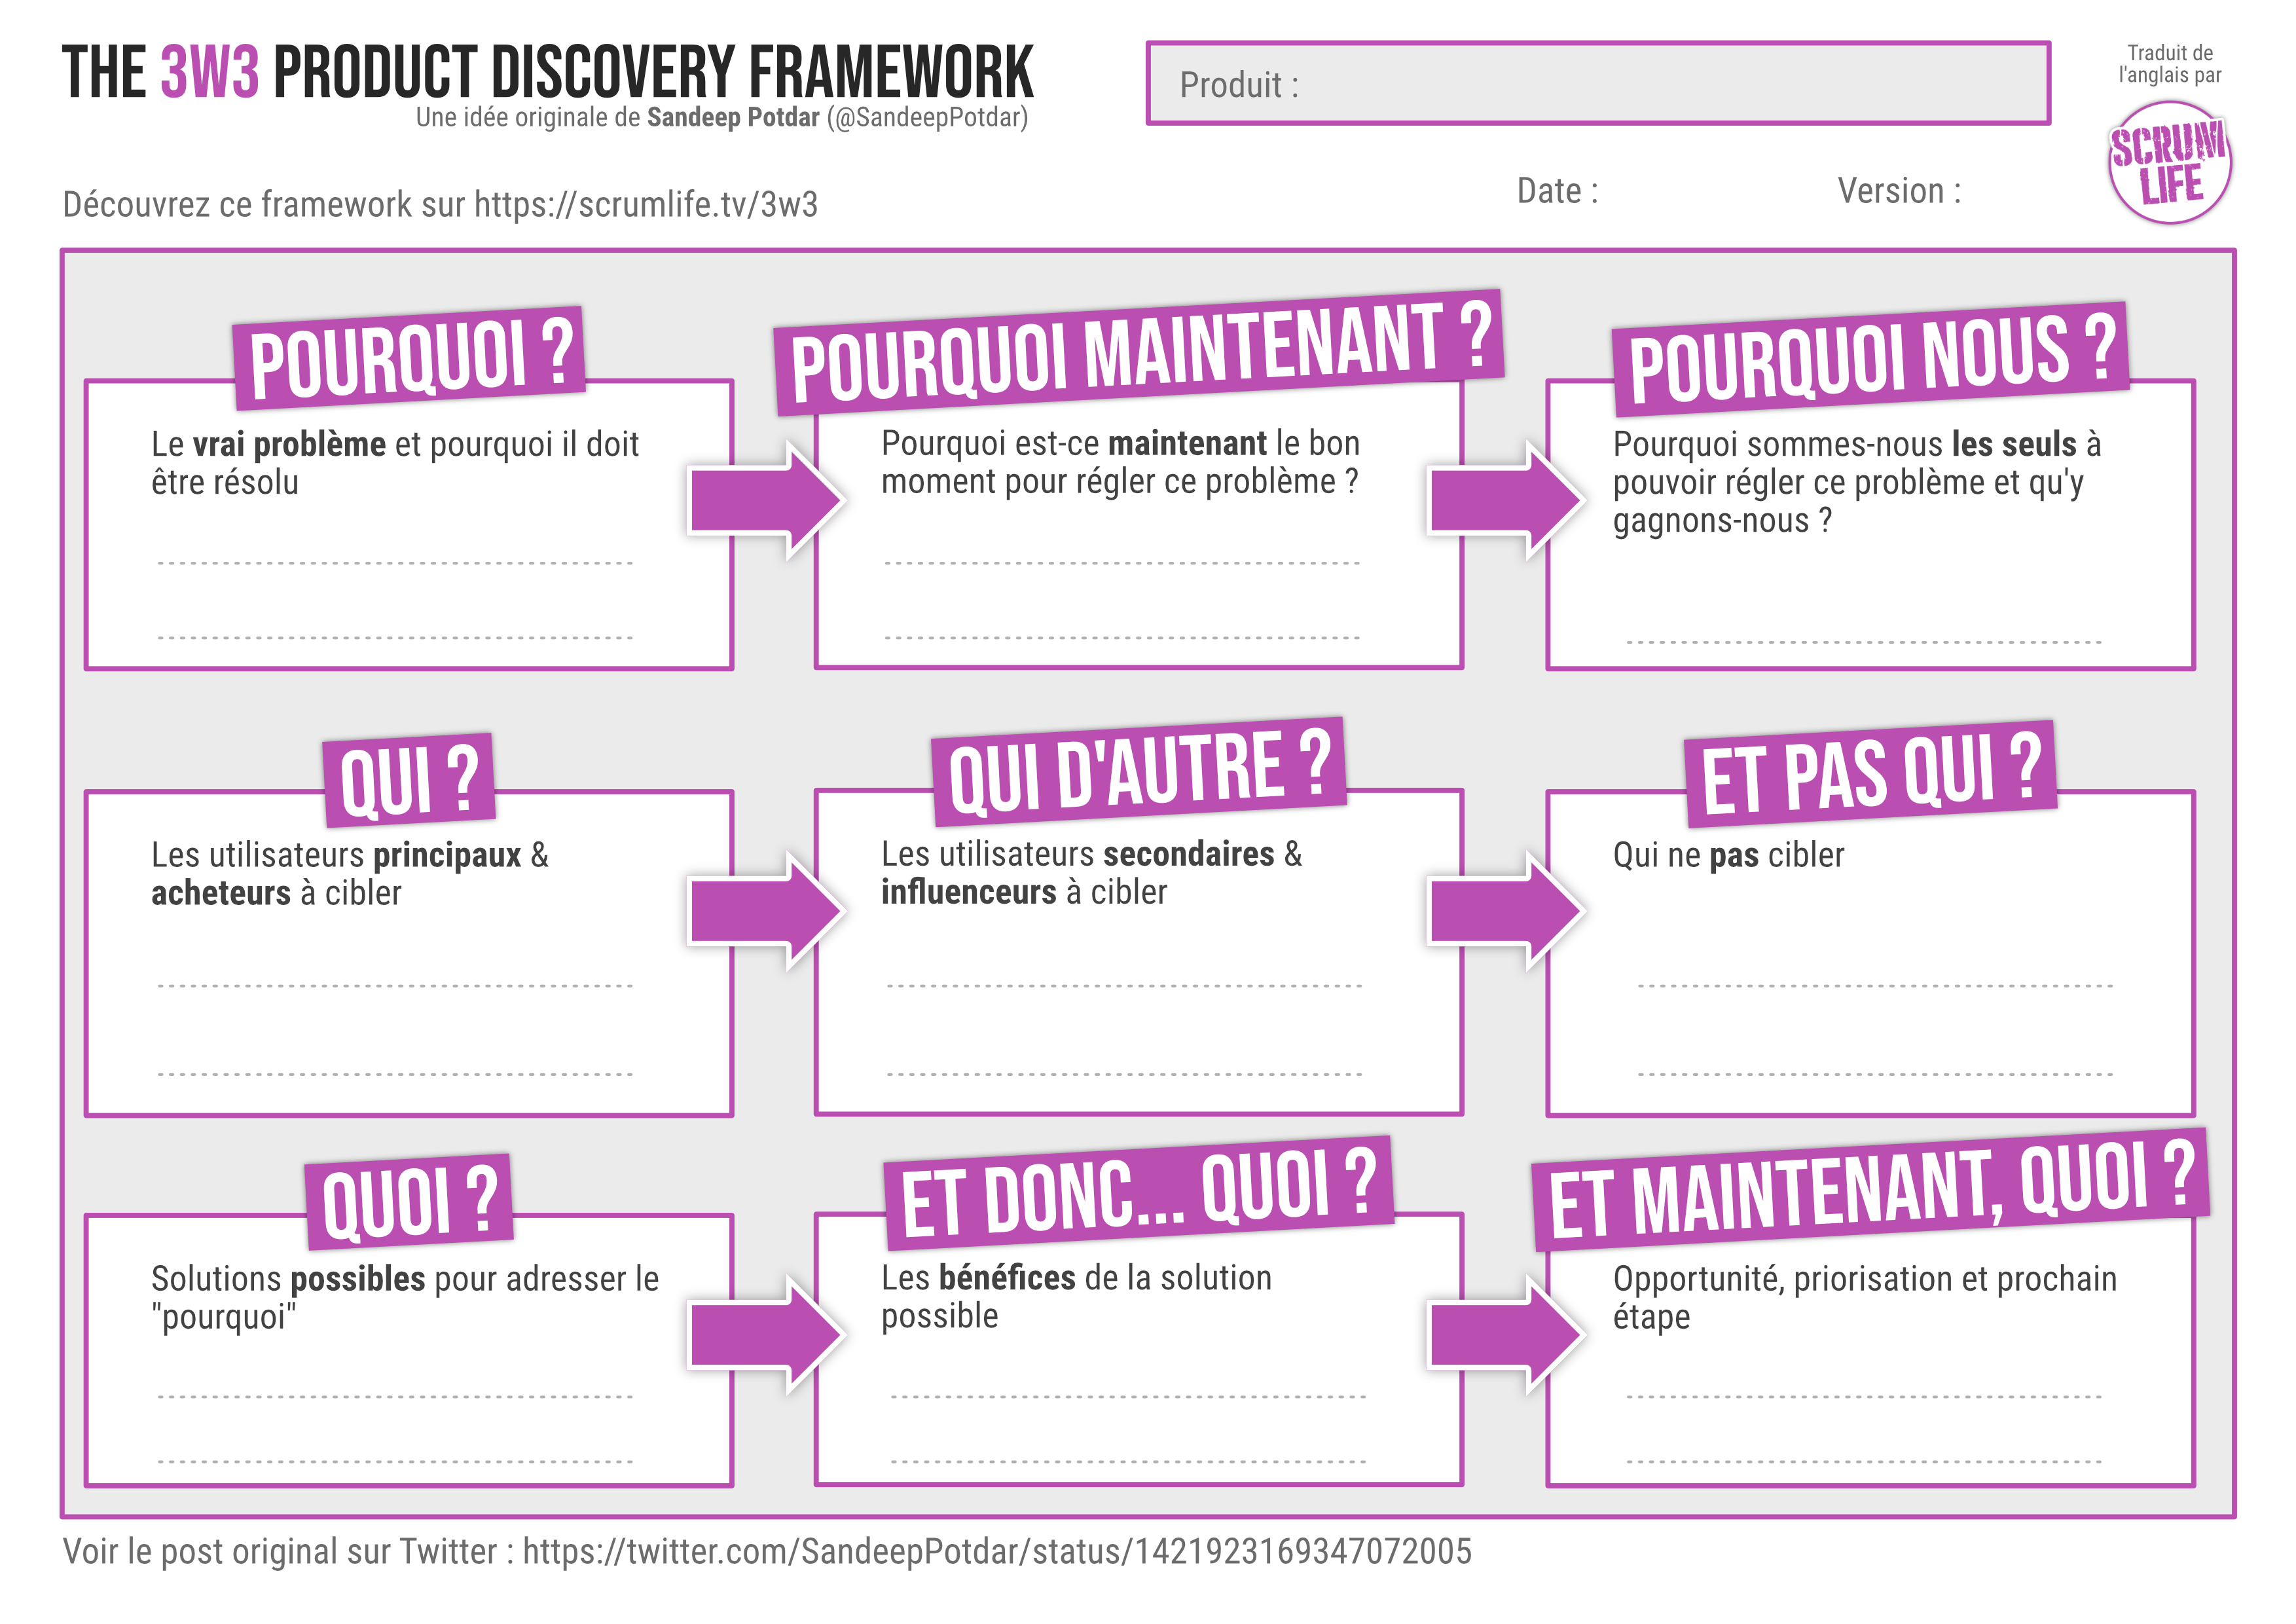 THE 3W3 PRODUCT DISCOVERY FRAMEWORK
Une idée originale de Sandeep Potdar (@SandeepPotdar)
Découvrez ce framework sur https://scrumlife.tv/3w3
Produit :
Date :
Version :
Traduit de
l'anglais par
SCRUM
LIFE
POURQUOI ?
Le vrai problème et pourquoi il doit
être résolu
POURQUOI MAINTENANT ?
Pourquoi est-ce maintenant le bon
moment pour régler ce problème ?
POURQUOI NOUS ?
Pourquoi sommes-nous les seuls à
pouvoir régler ce problème et qu'y
gagnons-nous ?
QUI ?
Les utilisateurs principaux &
acheteurs à cibler
QUI D'AUTRE ?
Les utilisateurs secondaires &
influenceurs à cibler
ET PAS QUI ?
Qui ne pas cibler
QUOI ?
Solutions possibles pour adresser le
"pourquoi"
ET DONC... QUOI ?
Les bénéfices de la solution
possible
ET MAINTENANT, QUOI ?
Opportunité, priorisation et prochain
étape
Voir le post original sur Twitter : https://twitter.com/SandeepPotdar/status/1421923169347072005